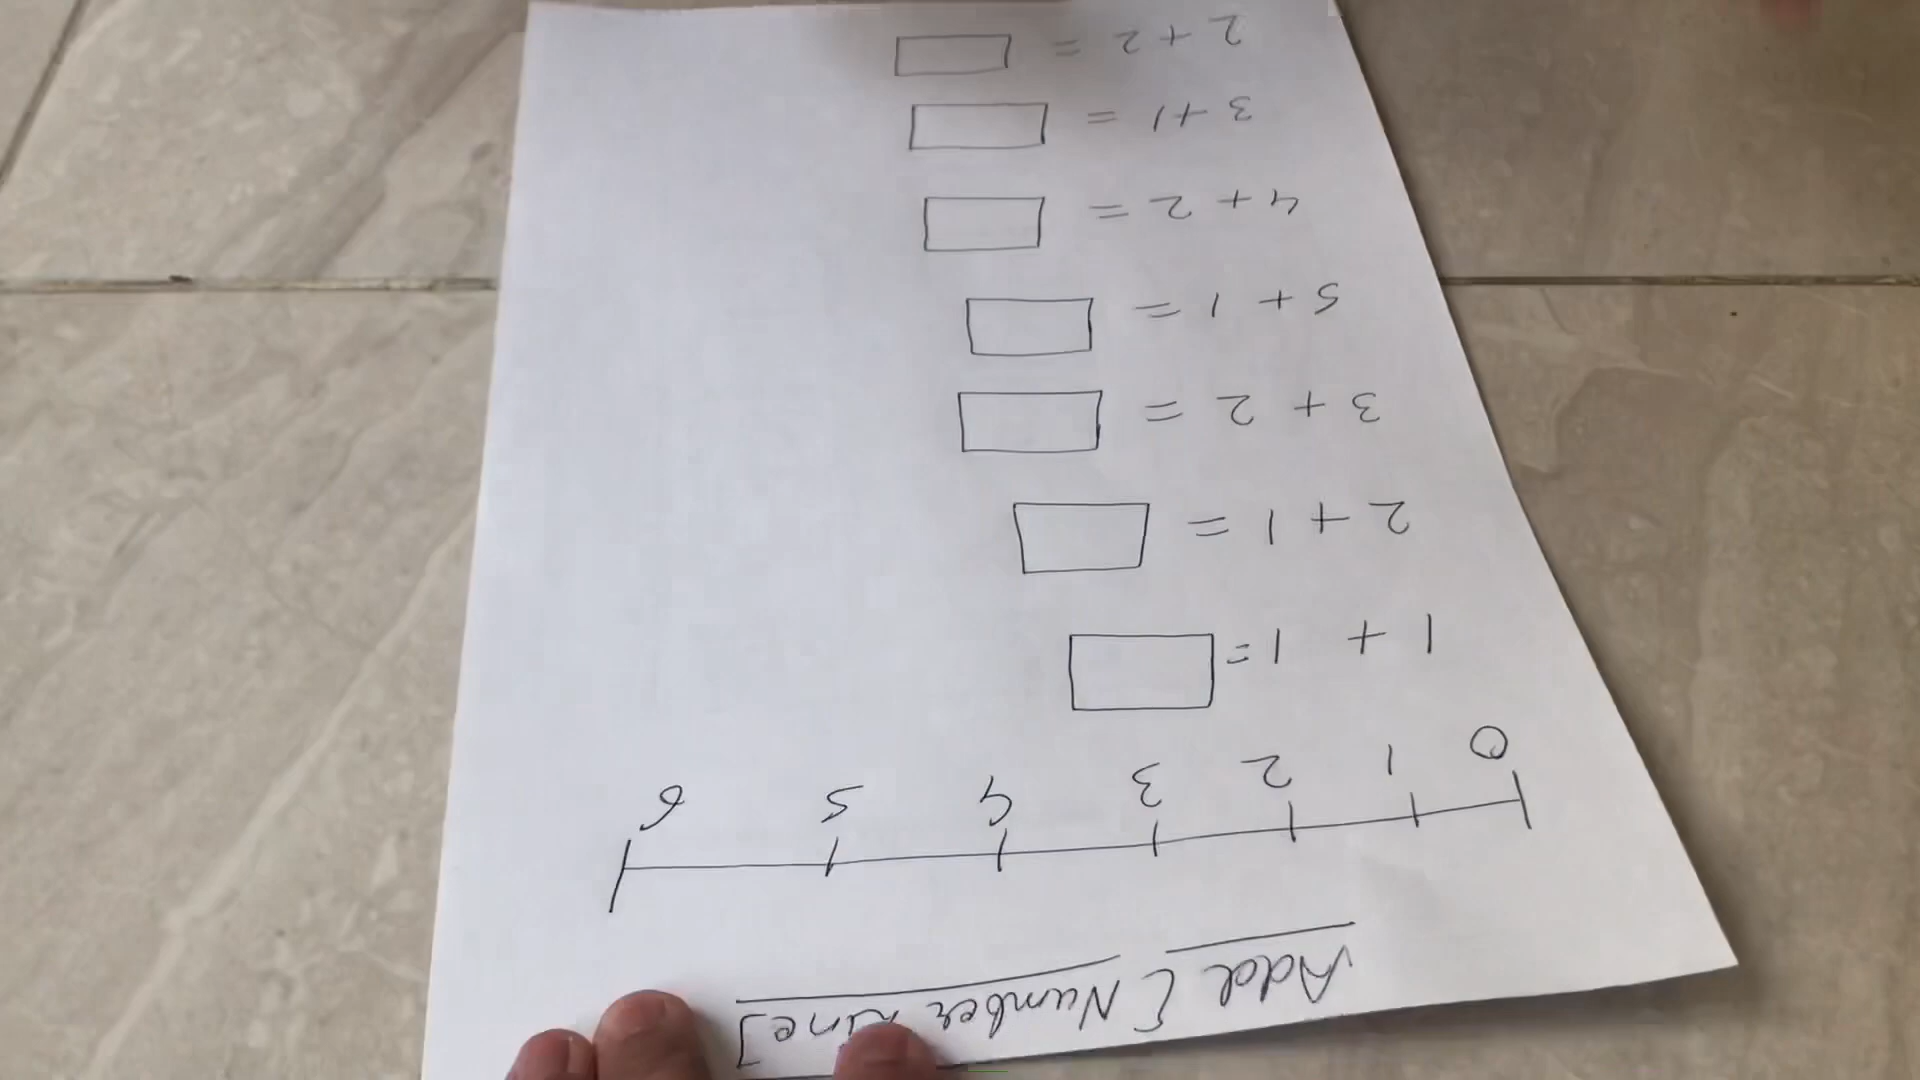 Add [Number Line]
0 1 2 3 4 5 6
1 + 1 =
2 + 1 =
3 + 2 =
5 + 1 =
4 + 2 =
3 + 1 =
2 + 2 =